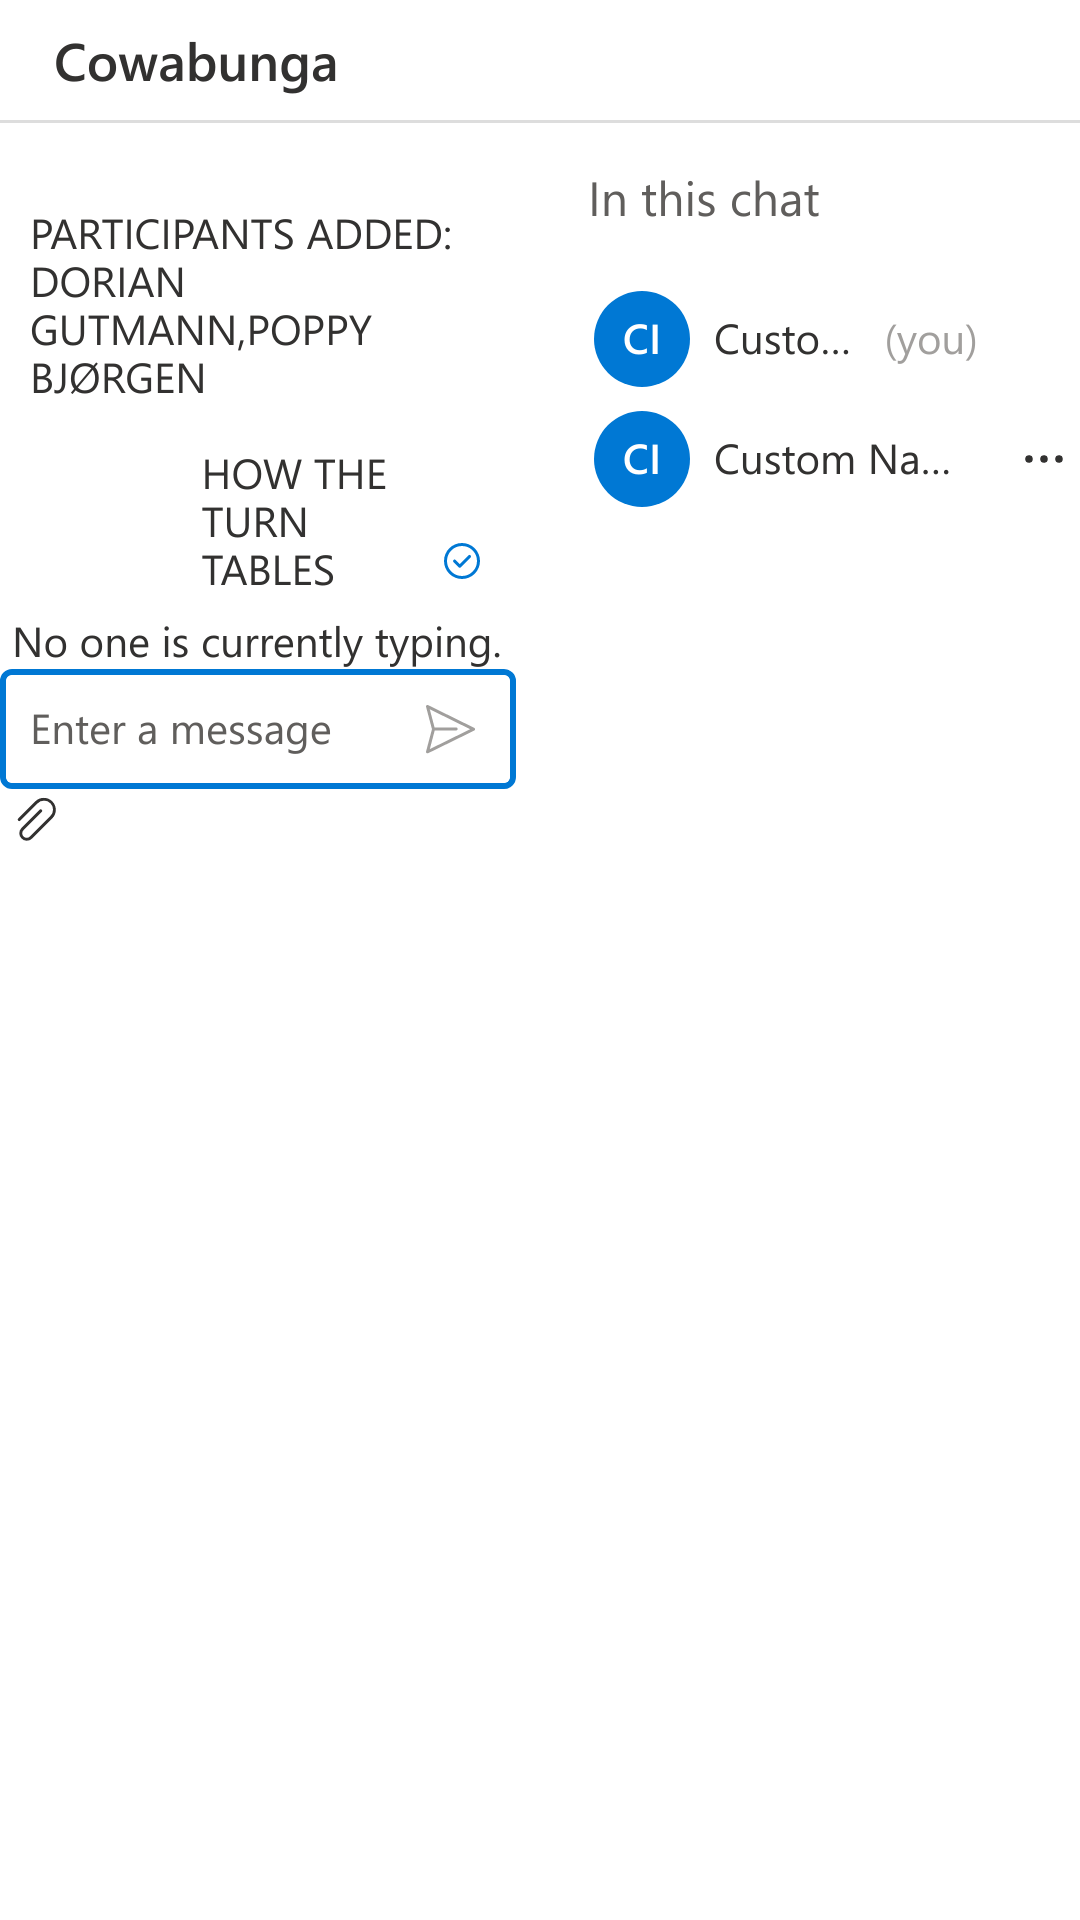 Cowabunga
PARTICIPANTS ADDED:
DORIAN
GUTMANN,POPPY
BJØRGEN
HOW THE
TURN
TABLES
No one is currently typing.
Enter a message
In this chat
CI Custo... (you)
CI Custom Na...